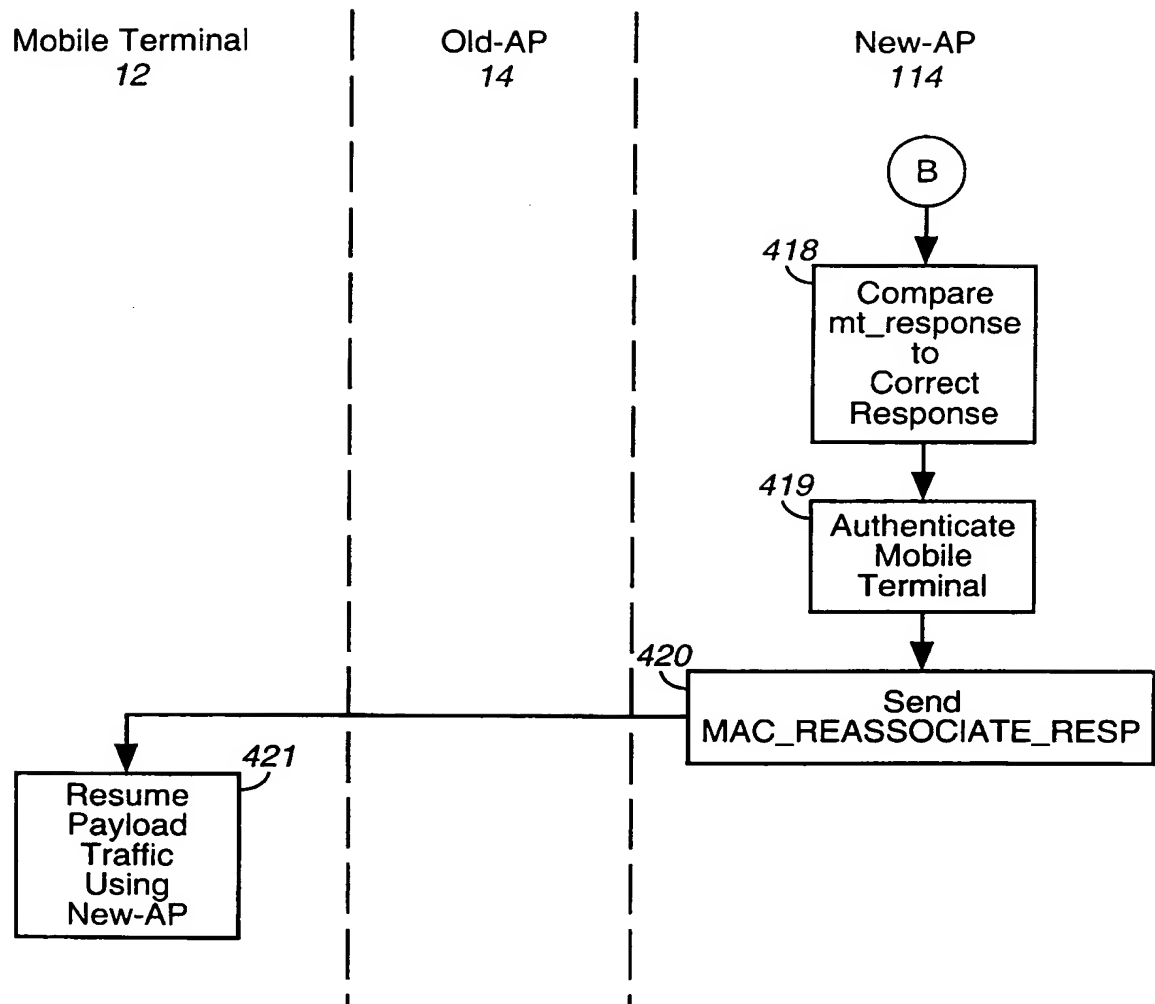 Mobile Terminal
12
Old-AP
14
New-AP
114
B
418
Compare
mt_response
to
Correct
Response
419
Authenticate
Mobile
Terminal
420
Send
MAC_REASSOCIATE_RESP
421
Resume
Payload
Traffic
Using
New-AP